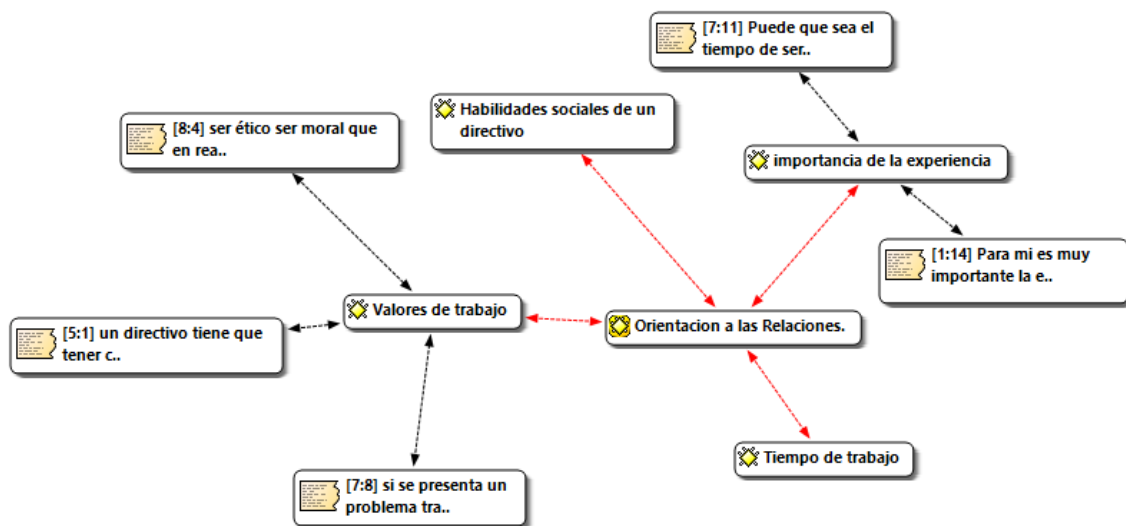 [7:11] Puede que sea el
tiempo de ser..
Habilidades sociales de un
directivo
[8:4] ser ético ser moral que
en rea..
importancia de la experiencia
[1:14] Para mi es muy
importante la e..
Valores de trabajo
Orientacion a las Relaciones.
[5:1] un directivo tiene que
tener c..
Tiempo de trabajo
[7:8] si se presenta un
problema tra..